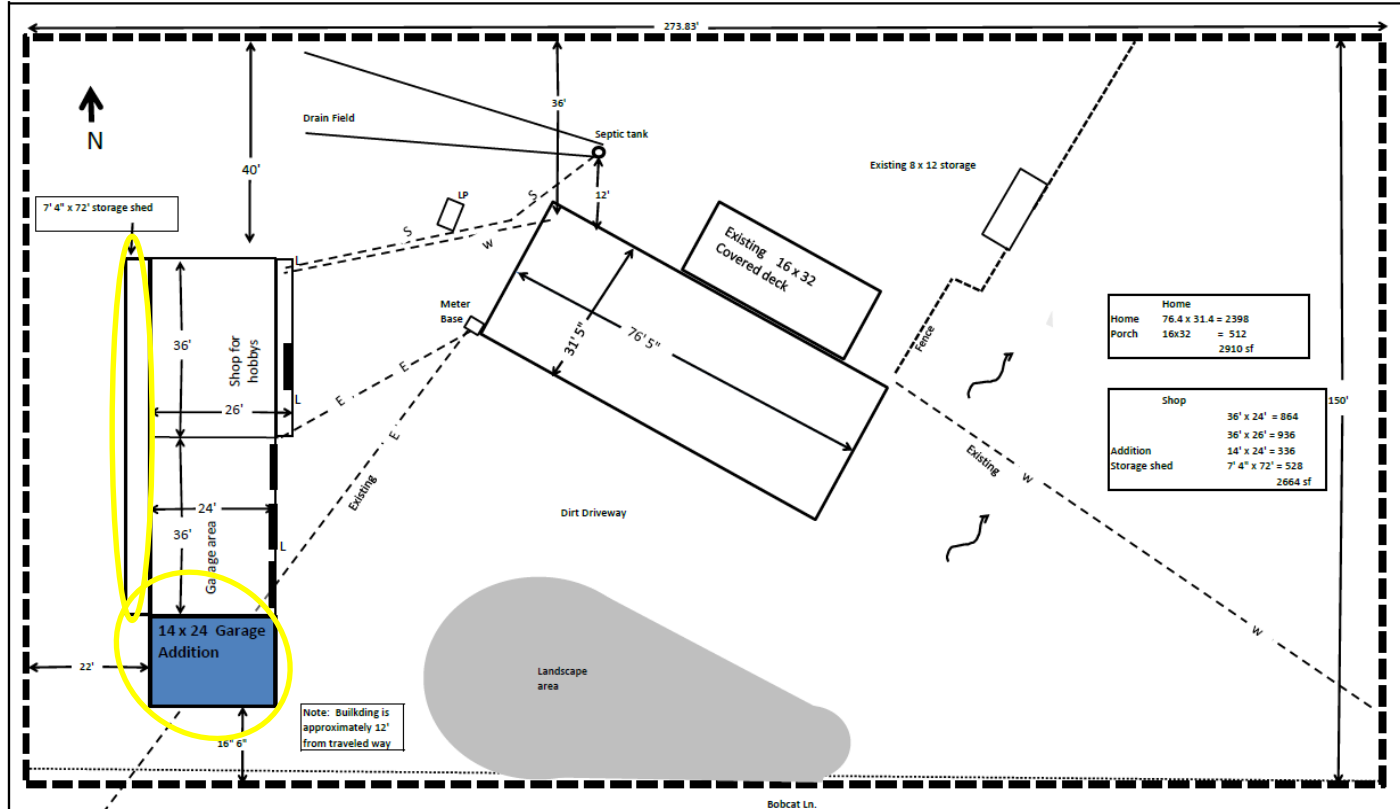 273.83'
N
40'
36'
Drain Field
Septic tank
12'
Existing 8 x 12 storage
7' 4" x 72' storage shed
LP
S
S
W
L
Existing 16 x 32
Covered deck
Meter
Base
36'
Shop for
hobbys
26'
L
E
E
E
31' 5"
76' 5"
Fence
Home
Home 76.4 x 31.4 = 2398
Porch 16x32 = 512
2910 sf
150'
Shop
36' x 24' = 864
36' x 26' = 936
Addition 14' x 24' = 336
Storage shed 7' 4" x 72' = 528
2664 sf
Existing
W
W
24'
36'
Garage area
L
Existing
Dirt Driveway
14 x 24 Garage
Addition
22'
Landscape
area
Note: Builkding is
approximately 12'
from traveled way
16" 6"
Bobcat Ln.